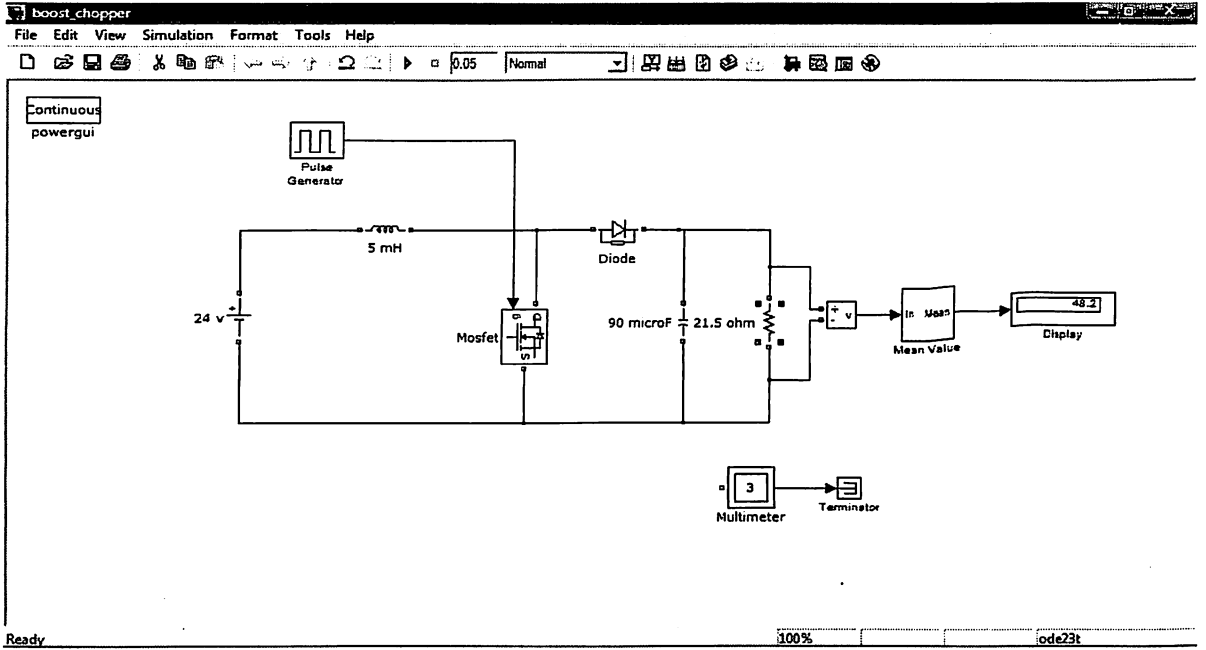 boost_chopper
File Edit View Simulation Format Tools Help
0.05 Normal
Continuous
powergui
Pulse
Generator
5 mH
Diode
24 v
+
Mosfet
g
D
S
90 microF
21.5 ohm
+
-
v
In Mean
Mean Value
48.2
Display
3
Multimeter
Terminator
Ready
100%
ode23t